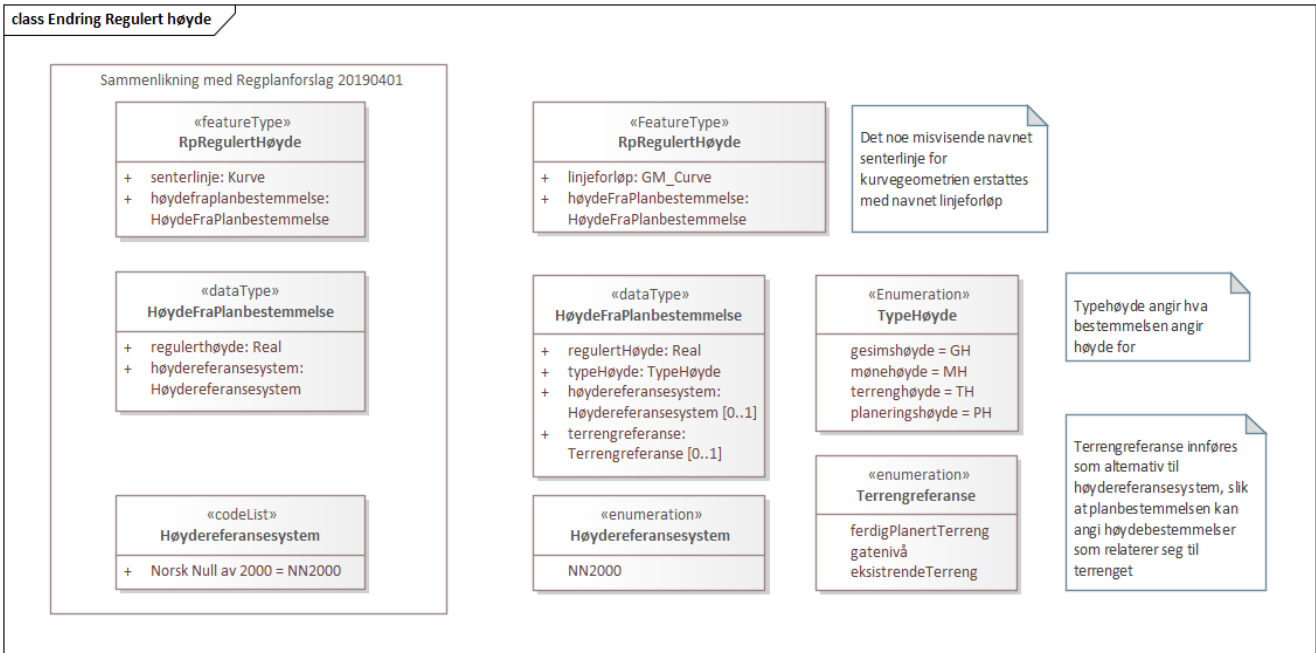 class Endring Regulert høyde
Sammenlikning med Regplanforslag 20190401
«featureType»
RpRegulertHøyde
+ senterlinje: Kurve
+ høydefraplanbestemmelse:
HøydeFraPlanbestemmelse
«dataType»
HøydeFraPlanbestemmelse
+ regulerthøyde: Real
+ høydereferansesystem:
Høydereferansesystem
«codeList»
Høydereferansesystem
+ Norsk Null av 2000 = NN2000
«FeatureType»
RpRegulertHøyde
+ linjeforløp: GM_Curve
+ høydeFraPlanbestemmelse:
HøydeFraPlanbestemmelse
Det noe misvisende navnet
senterlinje for
kurvegeometrien erstattes
med navnet linjeforløp
«dataType»
HøydeFraPlanbestemmelse
+ regulertHøyde: Real
+ typeHøyde: TypeHøyde
+ høydereferansesystem:
Høydereferansesystem [0..1]
+ terrengreferanse:
Terrengreferanse [0..1]
«Enumeration»
TypeHøyde
gesimshøyde = GH
mønehøyde = MH
terrenghøyde = TH
planeringshøyde = PH
Typehøyde angir hva
bestemmelsen angir
høyde for
«enumeration»
Høydereferansesystem
NN2000
«enumeration»
Terrengreferanse
ferdigPlanertTerreng
gatenivå
eksistrendeTerreng
Terrengreferanse innføres
som alternativ til
høydereferansesystem, slik
at planbestemmelsen kan
angi høydebestemmelser
som relaterer seg til
terrenget